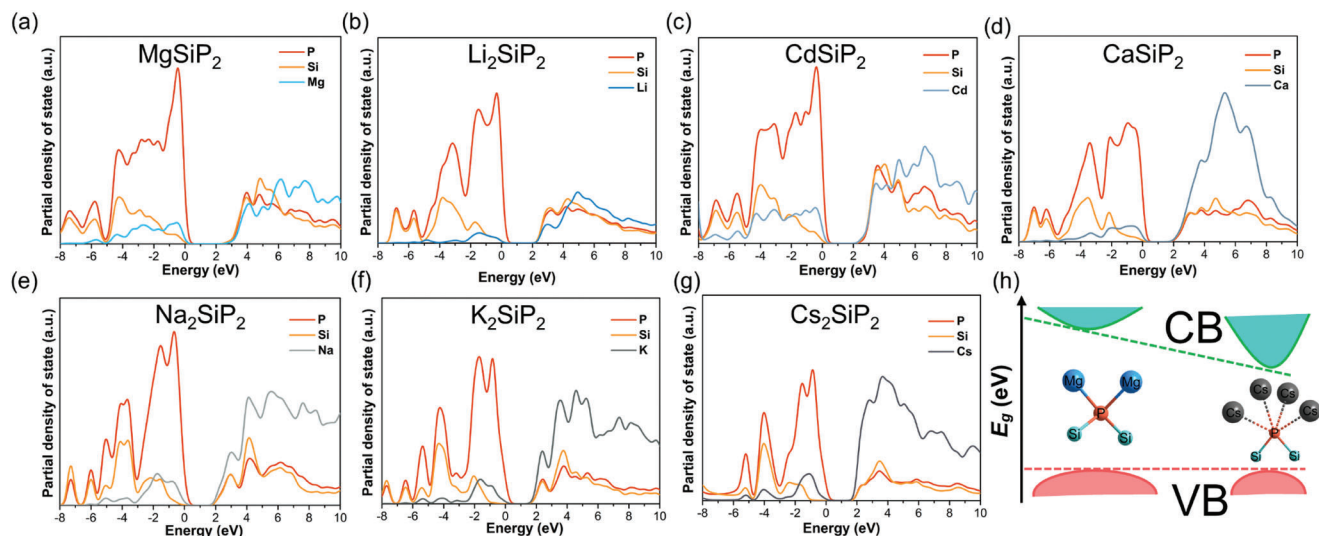 (a)
MgSiP2
P
Si
Mg
Partial density of state (a.u.)
-8 -6 -4 -2 0 2 4 6 8 10
Energy (eV)
(b)
Li2SiP2
P
Si
Li
Partial density of state (a.u.)
-8 -6 -4 -2 0 2 4 6 8 10
Energy (eV)
(c)
CdSiP2
P
Si
Cd
Partial density of state (a.u.)
-8 -6 -4 -2 0 2 4 6 8 10
Energy (eV)
(d)
CaSiP2
P
Si
Ca
Partial density of state (a.u.)
-8 -6 -4 -2 0 2 4 6 8 10
Energy (eV)
(e)
Na2SiP2
P
Si
Na
Partial density of state (a.u.)
-8 -6 -4 -2 0 2 4 6 8 10
Energy (eV)
(f)
K2SiP2
P
Si
K
Partial density of state (a.u.)
-8 -6 -4 -2 0 2 4 6 8 10
Energy (eV)
(g)
Cs2SiP2
P
Si
Cs
Partial density of state (a.u.)
-8 -6 -4 -2 0 2 4 6 8 10
Energy (eV)
(h)
Eg (eV)
CB
Mg Mg
P
Si Si
Cs Cs Cs Cs
P
Si Si
VB